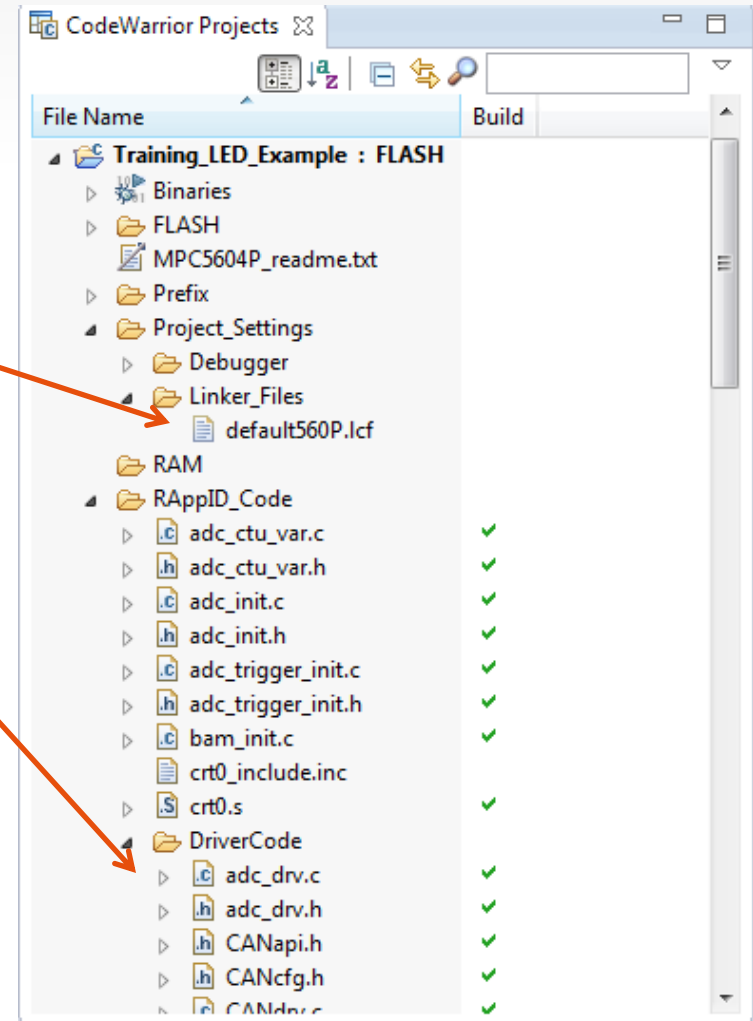 CodeWarrior Projects
File Name Build
Training_LED_Example : FLASH
Binaries
FLASH
MPC5604P_readme.txt
Prefix
Project_Settings
Debugger
Linker_Files
default560P.lcf
RAM
RAppID_Code
adc_ctu_var.c
adc_ctu_var.h
adc_init.c
adc_init.h
adc_trigger_init.c
adc_trigger_init.h
bam_init.c
crt0_include.inc
crt0.s
DriverCode
adc_drv.c
adc_drv.h
CANapi.h
CANcfg.h